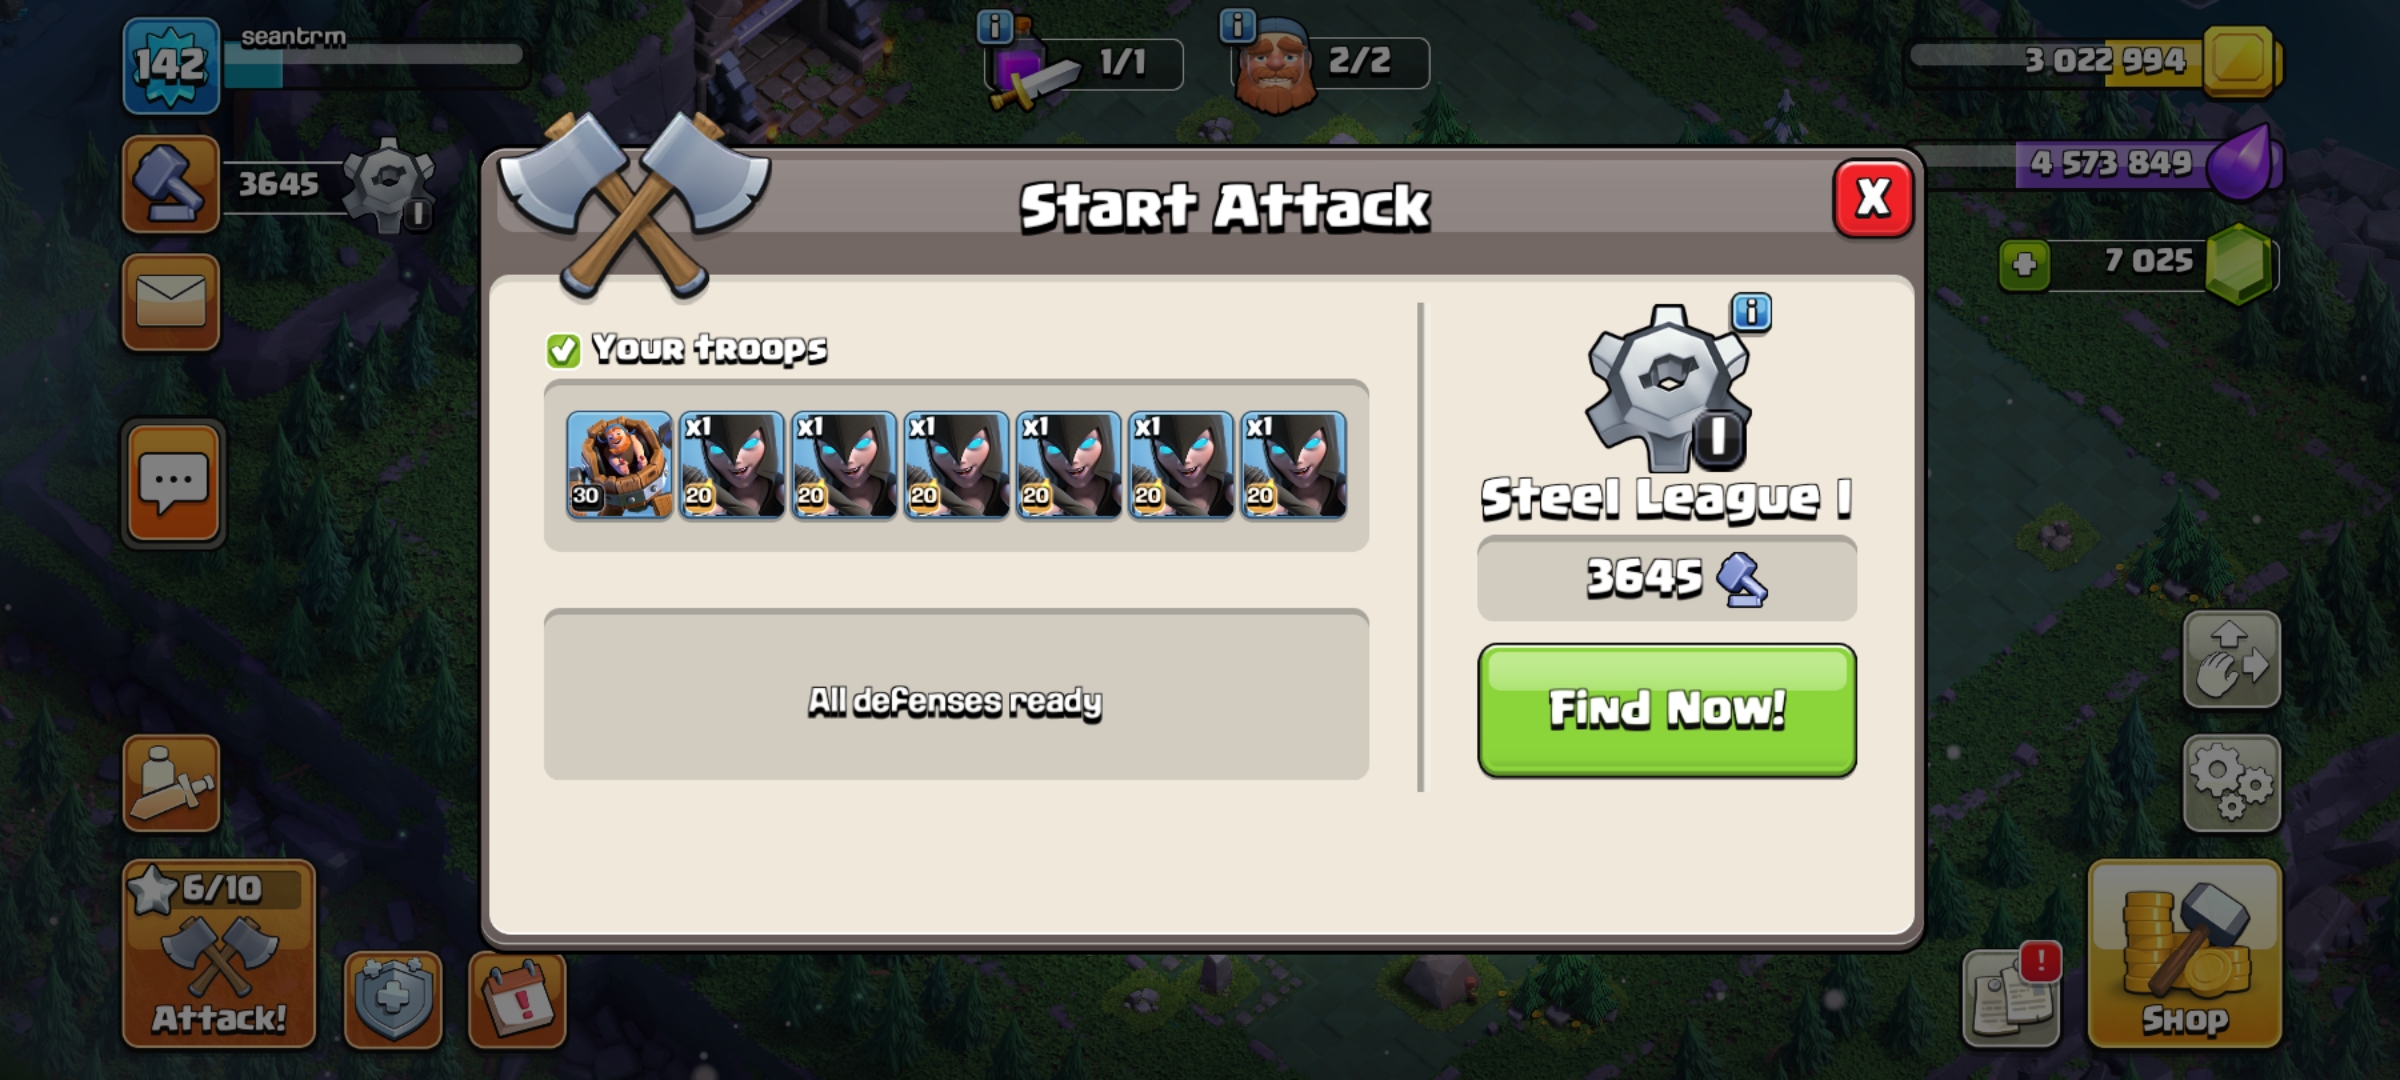 142
seantrm
1/1
2/2
3 022 994
3645
I
4 573 849
7 025
Start Attack
X
Your troops
30
x1
20
x1
20
x1
20
x1
20
x1
20
x1
20
All defenses ready
I
Steel League I
3645
Find Now!
6/10
Attack!
Shop